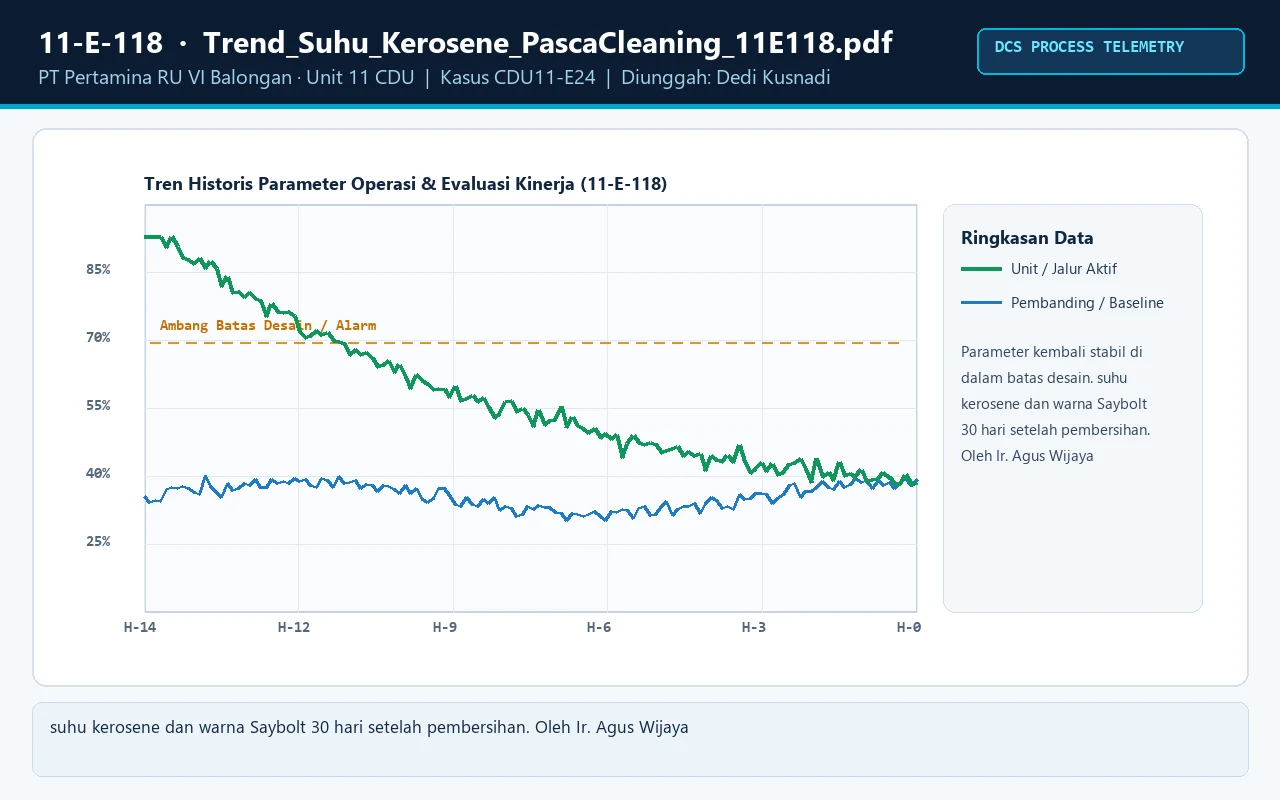 11-E-118 · Trend_Suhu_Kerosene_PascaCleaning_11E118.pdf
DCS PROCESS TELEMETRY
PT Pertamina RU VI Balongan · Unit 11 CDU | Kasus CDU11-E24 | Diunggah: Dedi Kusnadi
Tren Historis Parameter Operasi & Evaluasi Kinerja (11-E-118)
85%
70%
55%
40%
25%
Ambang Batas Desain / Alarm
H-14
H-12
H-9
H-6
H-3
H-0
Ringkasan Data
Unit / Jalur Aktif
Pembanding / Baseline
Parameter kembali stabil di
dalam batas desain. suhu
kerosene dan warna Saybolt
30 hari setelah pembersihan.
Oleh Ir. Agus Wijaya
suhu kerosene dan warna Saybolt 30 hari setelah pembersihan. Oleh Ir. Agus Wijaya